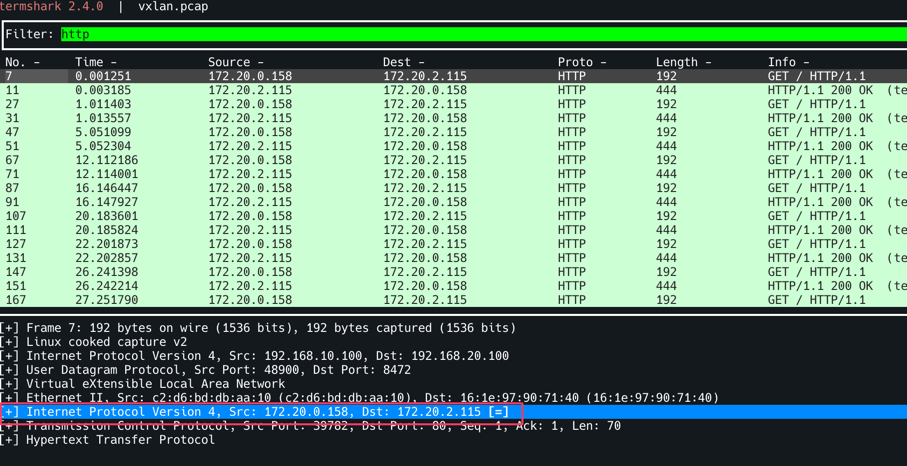 termshark 2.4.0 | vxlan.pcap
Filter: http
No. - Time - Source - Dest - Proto - Length - Info -
7 0.001251 172.20.0.158 172.20.2.115 HTTP 192 GET / HTTP/1.1
11 0.003185 172.20.2.115 172.20.0.158 HTTP 444 HTTP/1.1 200 OK (te
27 1.011403 172.20.0.158 172.20.2.115 HTTP 192 GET / HTTP/1.1
31 1.013557 172.20.2.115 172.20.0.158 HTTP 444 HTTP/1.1 200 OK (te
47 5.051099 172.20.0.158 172.20.2.115 HTTP 192 GET / HTTP/1.1
51 5.052304 172.20.2.115 172.20.0.158 HTTP 444 HTTP/1.1 200 OK (te
67 12.112186 172.20.0.158 172.20.2.115 HTTP 192 GET / HTTP/1.1
71 12.114001 172.20.2.115 172.20.0.158 HTTP 444 HTTP/1.1 200 OK (te
87 16.146447 172.20.0.158 172.20.2.115 HTTP 192 GET / HTTP/1.1
91 16.147927 172.20.2.115 172.20.0.158 HTTP 444 HTTP/1.1 200 OK (te
107 20.183601 172.20.0.158 172.20.2.115 HTTP 192 GET / HTTP/1.1
111 20.185824 172.20.2.115 172.20.0.158 HTTP 444 HTTP/1.1 200 OK (te
127 22.201873 172.20.0.158 172.20.2.115 HTTP 192 GET / HTTP/1.1
131 22.202857 172.20.2.115 172.20.0.158 HTTP 444 HTTP/1.1 200 OK (te
147 26.241398 172.20.0.158 172.20.2.115 HTTP 192 GET / HTTP/1.1
151 26.242214 172.20.2.115 172.20.0.158 HTTP 444 HTTP/1.1 200 OK (te
167 27.251790 172.20.0.158 172.20.2.115 HTTP 192 GET / HTTP/1.1
[+] Frame 7: 192 bytes on wire (1536 bits), 192 bytes captured (1536 bits)
[+] Linux cooked capture v2
[+] Internet Protocol Version 4, Src: 192.168.10.100, Dst: 192.168.20.100
[+] User Datagram Protocol, Src Port: 48900, Dst Port: 8472
[+] Virtual eXtensible Local Area Network
[+] Ethernet II, Src: c2:d6:bd:db:aa:10 (c2:d6:bd:db:aa:10), Dst: 16:1e:97:90:71:40 (16:1e:97:90:71:40)
[+] Internet Protocol Version 4, Src: 172.20.0.158, Dst: 172.20.2.115 [=]
[+] Transmission Control Protocol, Src Port: 39782, Dst Port: 80, Seq: 1, Ack: 1, Len: 70
[+] Hypertext Transfer Protocol